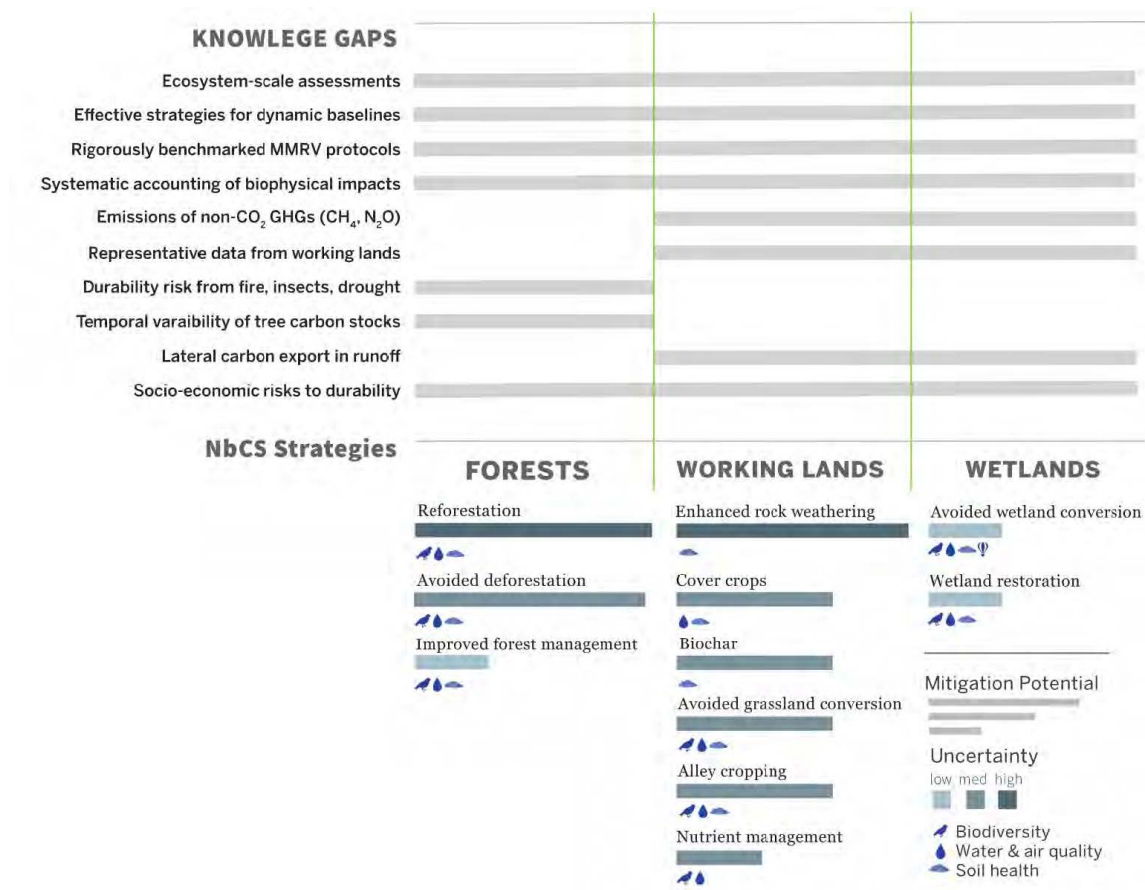 KNOWLEGE GAPS
Ecosystem-scale assessments
Effective strategies for dynamic baselines
Rigorously benchmarked MMRV protocols
Systematic accounting of biophysical impacts
Emissions of non-CO₂ GHGs (CH₄, N₂O)
Representative data from working lands
Durability risk from fire, insects, drought
Temporal varaibility of tree carbon stocks
Lateral carbon export in runoff
Socio-economic risks to durability
NbCS Strategies
FORESTS
Reforestation
Avoided deforestation
Improved forest management
WORKING LANDS
Enhanced rock weathering
Cover crops
Biochar
Avoided grassland conversion
Alley cropping
Nutrient management
WETLANDS
Avoided wetland conversion
Wetland restoration
Mitigation Potential
Uncertainty
low med high
Biodiversity
Water & air quality
Soil health